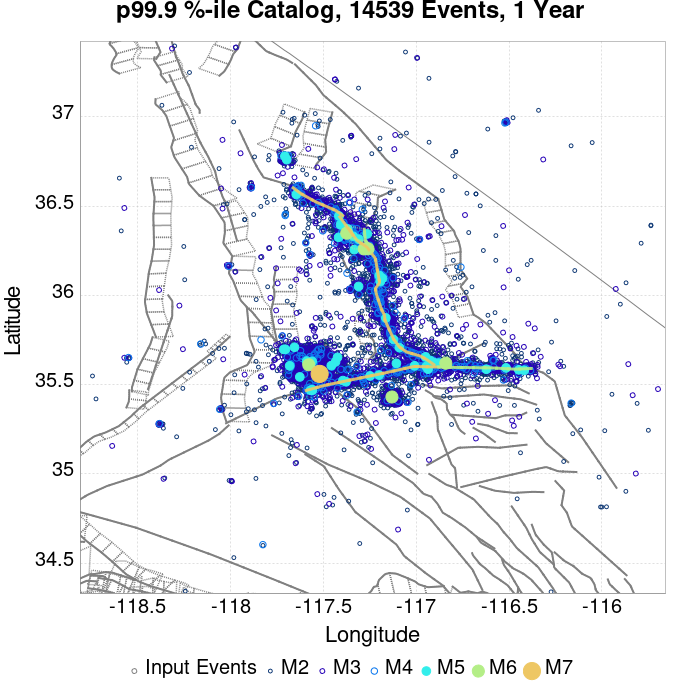 p99.9 %-ile Catalog, 14539 Events, 1 Year
37
36.5
36
35.5
35
34.5
Latitude
-118.5 -118 -117.5 -117 -116.5 -116
Longitude
Input Events M2 M3 M4 M5 M6 M7